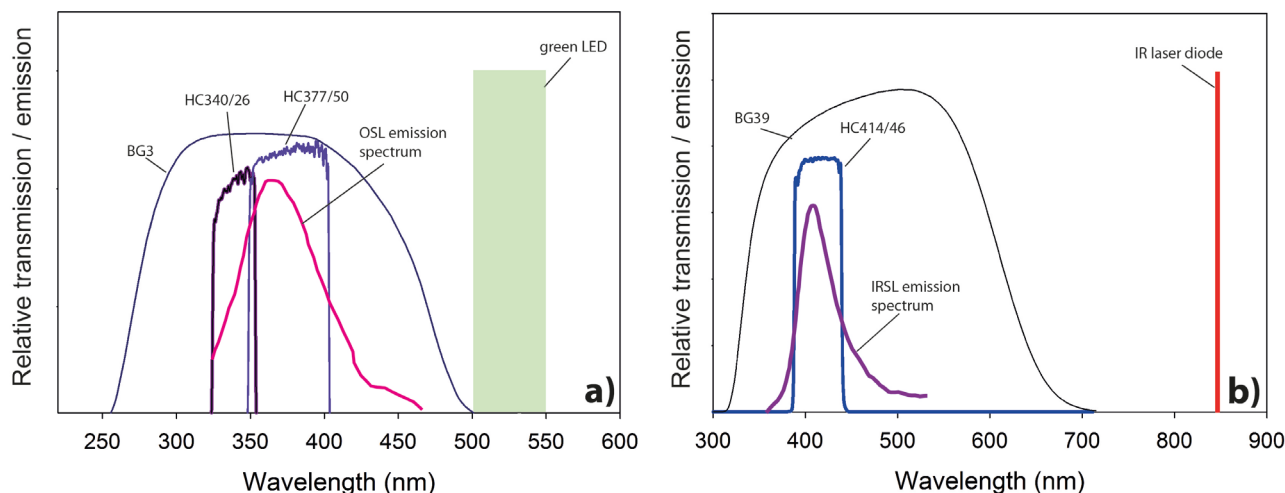 Relative transmission / emission
green LED
HC340/26
HC377/50
OSL emission
spectrum
BG3
a)
250 300 350 400 450 500 550 600
Wavelength (nm)
Relative transmission / emission
IR laser diode
BG39
HC414/46
IRSL emission
spectrum
b)
300 400 500 600 700 800 900
Wavelength (nm)